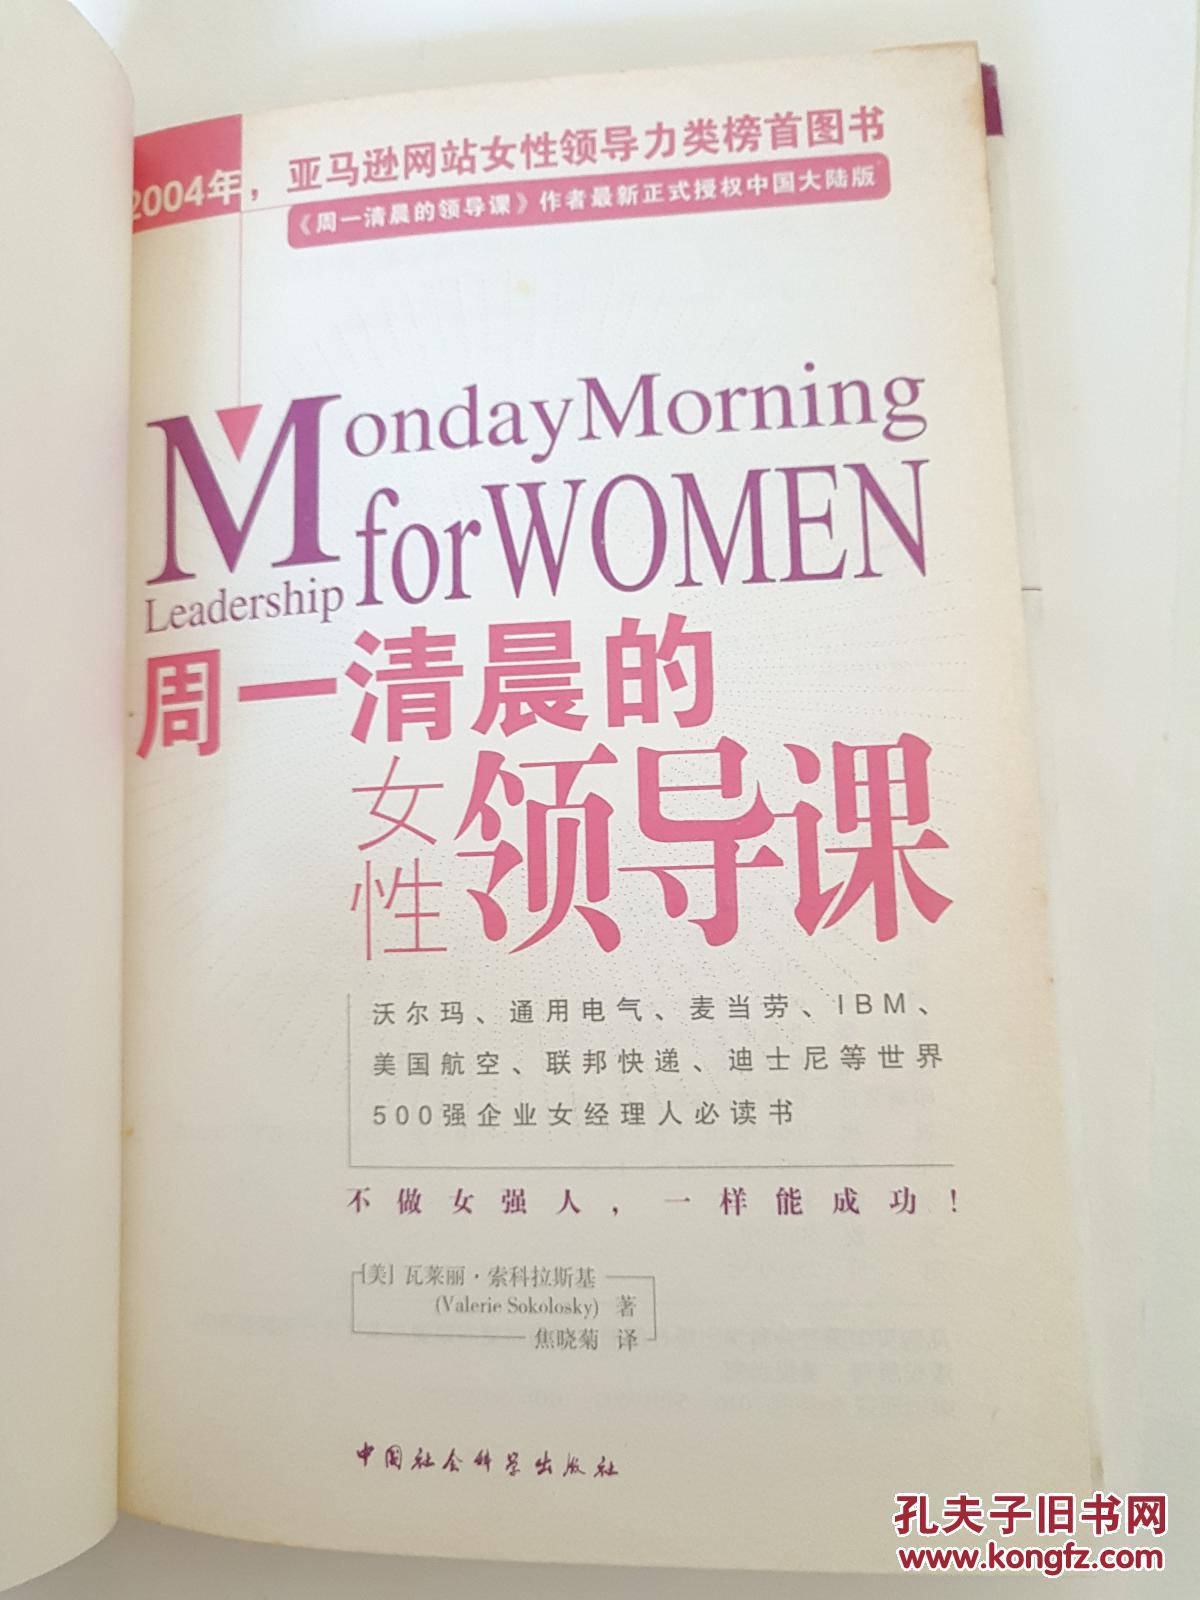 2004年，亚马逊网站女性领导力类榜首图书
《周一清晨的领导课》作者最新正式授权中国大陆版
Monday Morning
Leadership for WOMEN
周一清晨的
女性领导课
沃尔玛、通用电气、麦当劳、IBM、
美国航空、联邦快递、迪士尼等世界
500强企业女经理人必读书
不做女强人，一样能成功！
[美] 瓦莱丽·索科拉斯基
(Valerie Sokolosky) 著
焦晓菊 译
中国社会科学出版社
孔夫子旧书网
www.kongfz.com